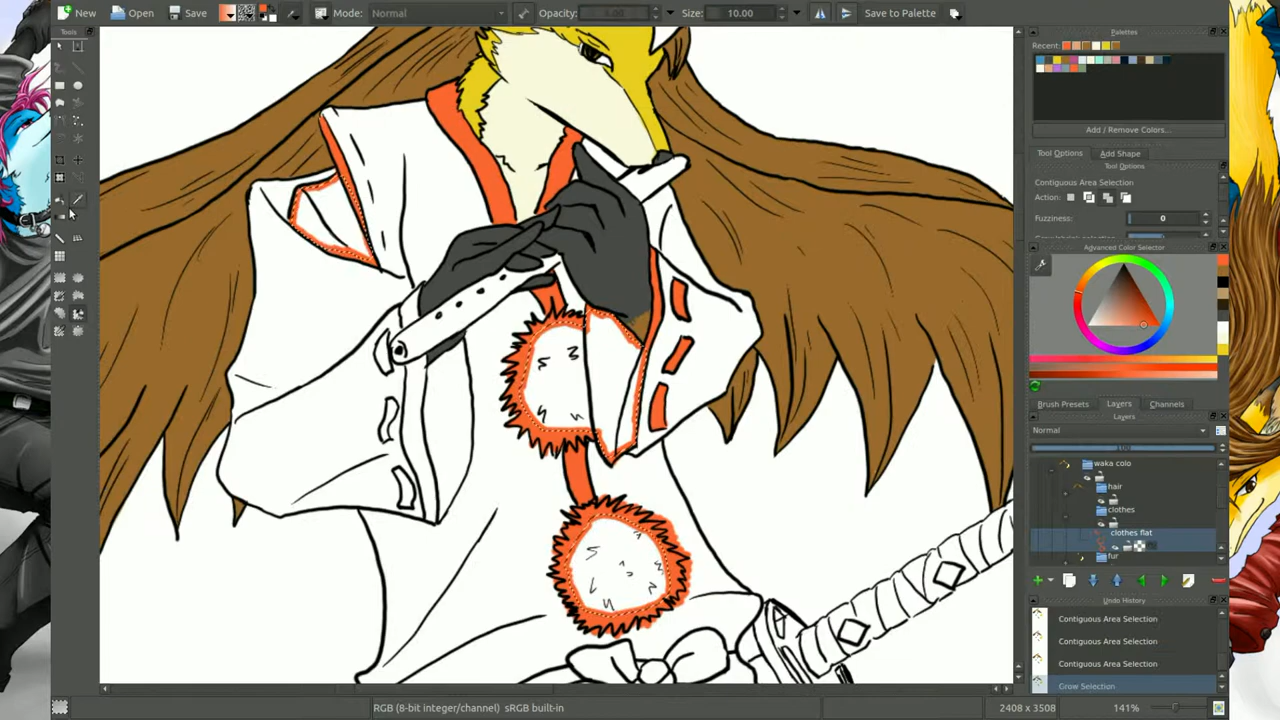 New Open Save Mode: Normal Opacity: Size: 10.00 Save to Palette
Tools
Palettes
Recent:
Add / Remove Colors...
Tool Options Add Shape
Tool Options
Contiguous Area Selection
Action:
Fuzziness: 0
Advanced Color Selector
Brush Presets Layers Channels
Layers
Normal
waka colo
hair
clothes
clothes flat
fur
Undo History
Contiguous Area Selection
Contiguous Area Selection
Contiguous Area Selection
Grow Selection
RGB (8-bit integer/channel) sRGB built-in 2408 x 3508 141%